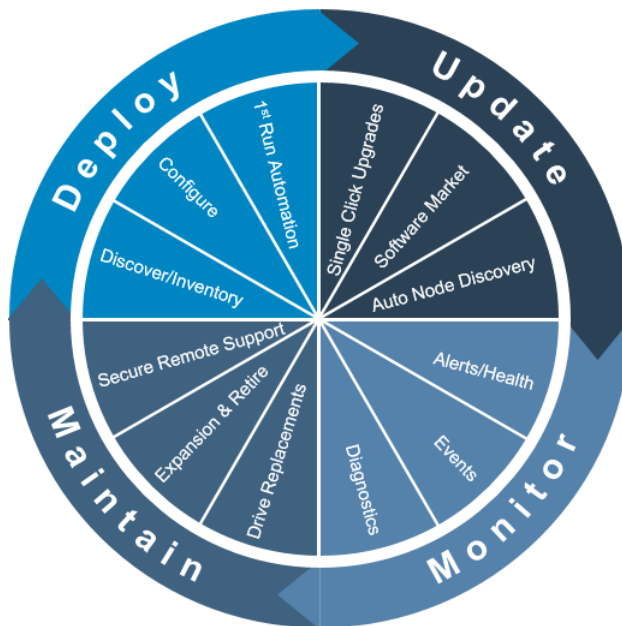 Deploy
Discover/Inventory
Configure
1st Run Automation
Update
Single Click Upgrades
Software Market
Auto Node Discovery
Monitor
Alerts/Health
Events
Diagnostics
Maintain
Drive Replacements
Expansion & Retire
Secure Remote Support